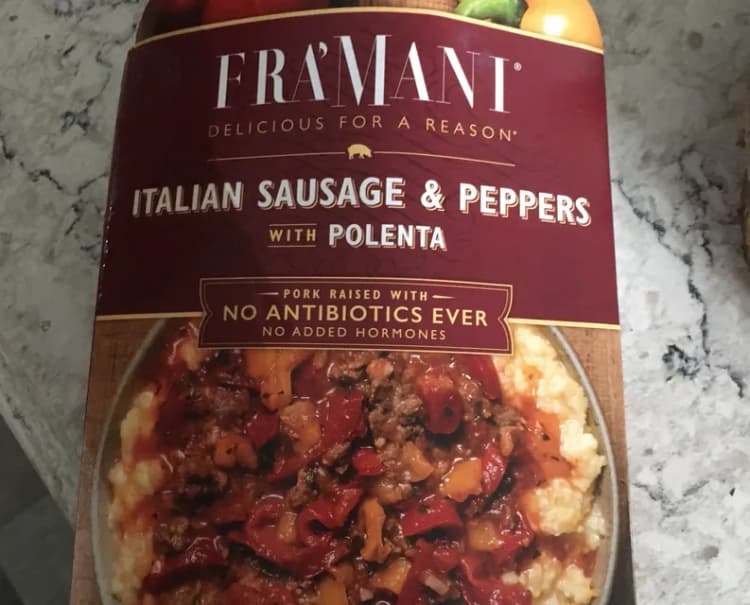 FRA'MANI®
DELICIOUS FOR A REASON®
ITALIAN SAUSAGE & PEPPERS
WITH POLENTA
PORK RAISED WITH
NO ANTIBIOTICS EVER
NO ADDED HORMONES